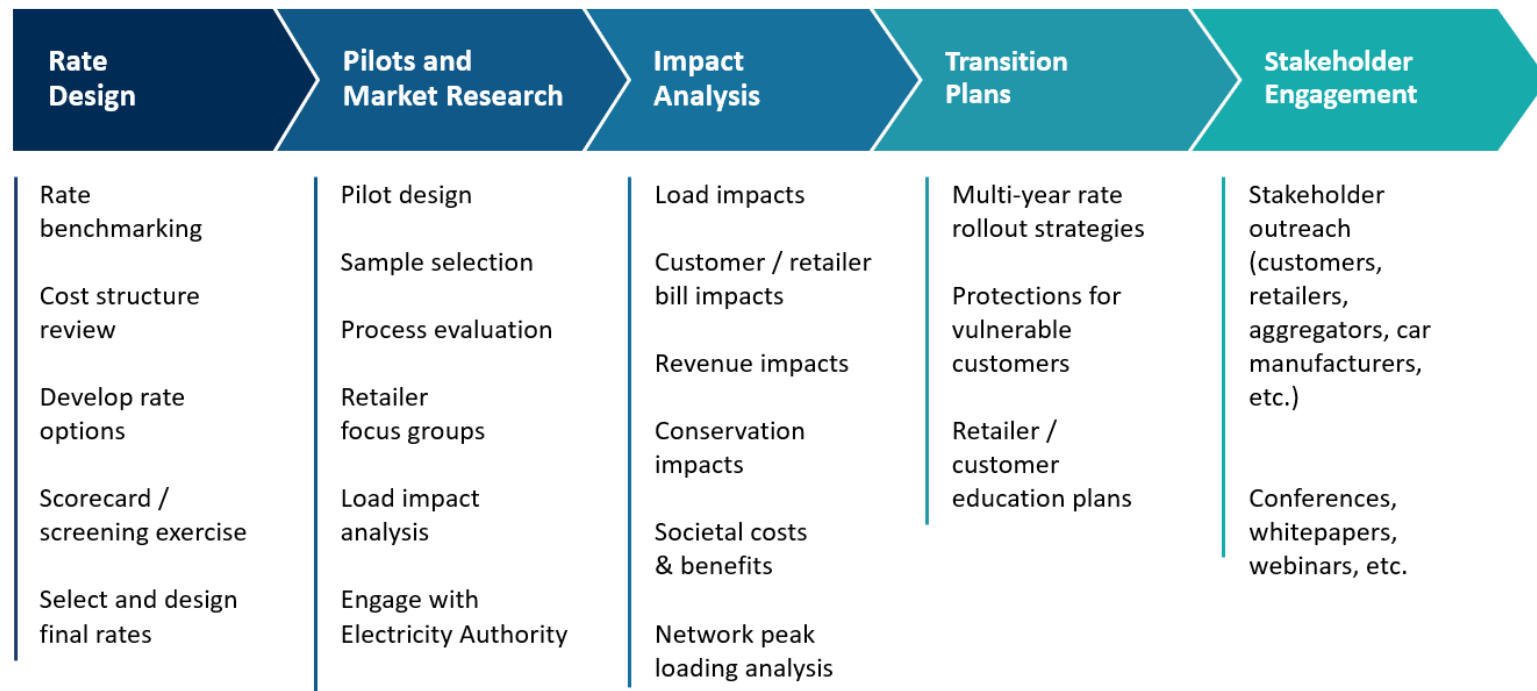 Rate
Design
Pilots and
Market Research
Impact
Analysis
Transition
Plans
Stakeholder
Engagement
Rate
benchmarking
Cost structure
review
Develop rate
options
Scorecard /
screening exercise
Select and design
final rates
Pilot design
Sample selection
Process evaluation
Retailer
focus groups
Load impact
analysis
Engage with
Electricity Authority
Load impacts
Customer / retailer
bill impacts
Revenue impacts
Conservation
impacts
Societal costs
& benefits
Network peak
loading analysis
Multi-year rate
rollout strategies
Protections for
vulnerable
customers
Retailer /
customer
education plans
Stakeholder
outreach
(customers,
retailers,
aggregators, car
manufacturers,
etc.)
Conferences,
whitepapers,
webinars, etc.